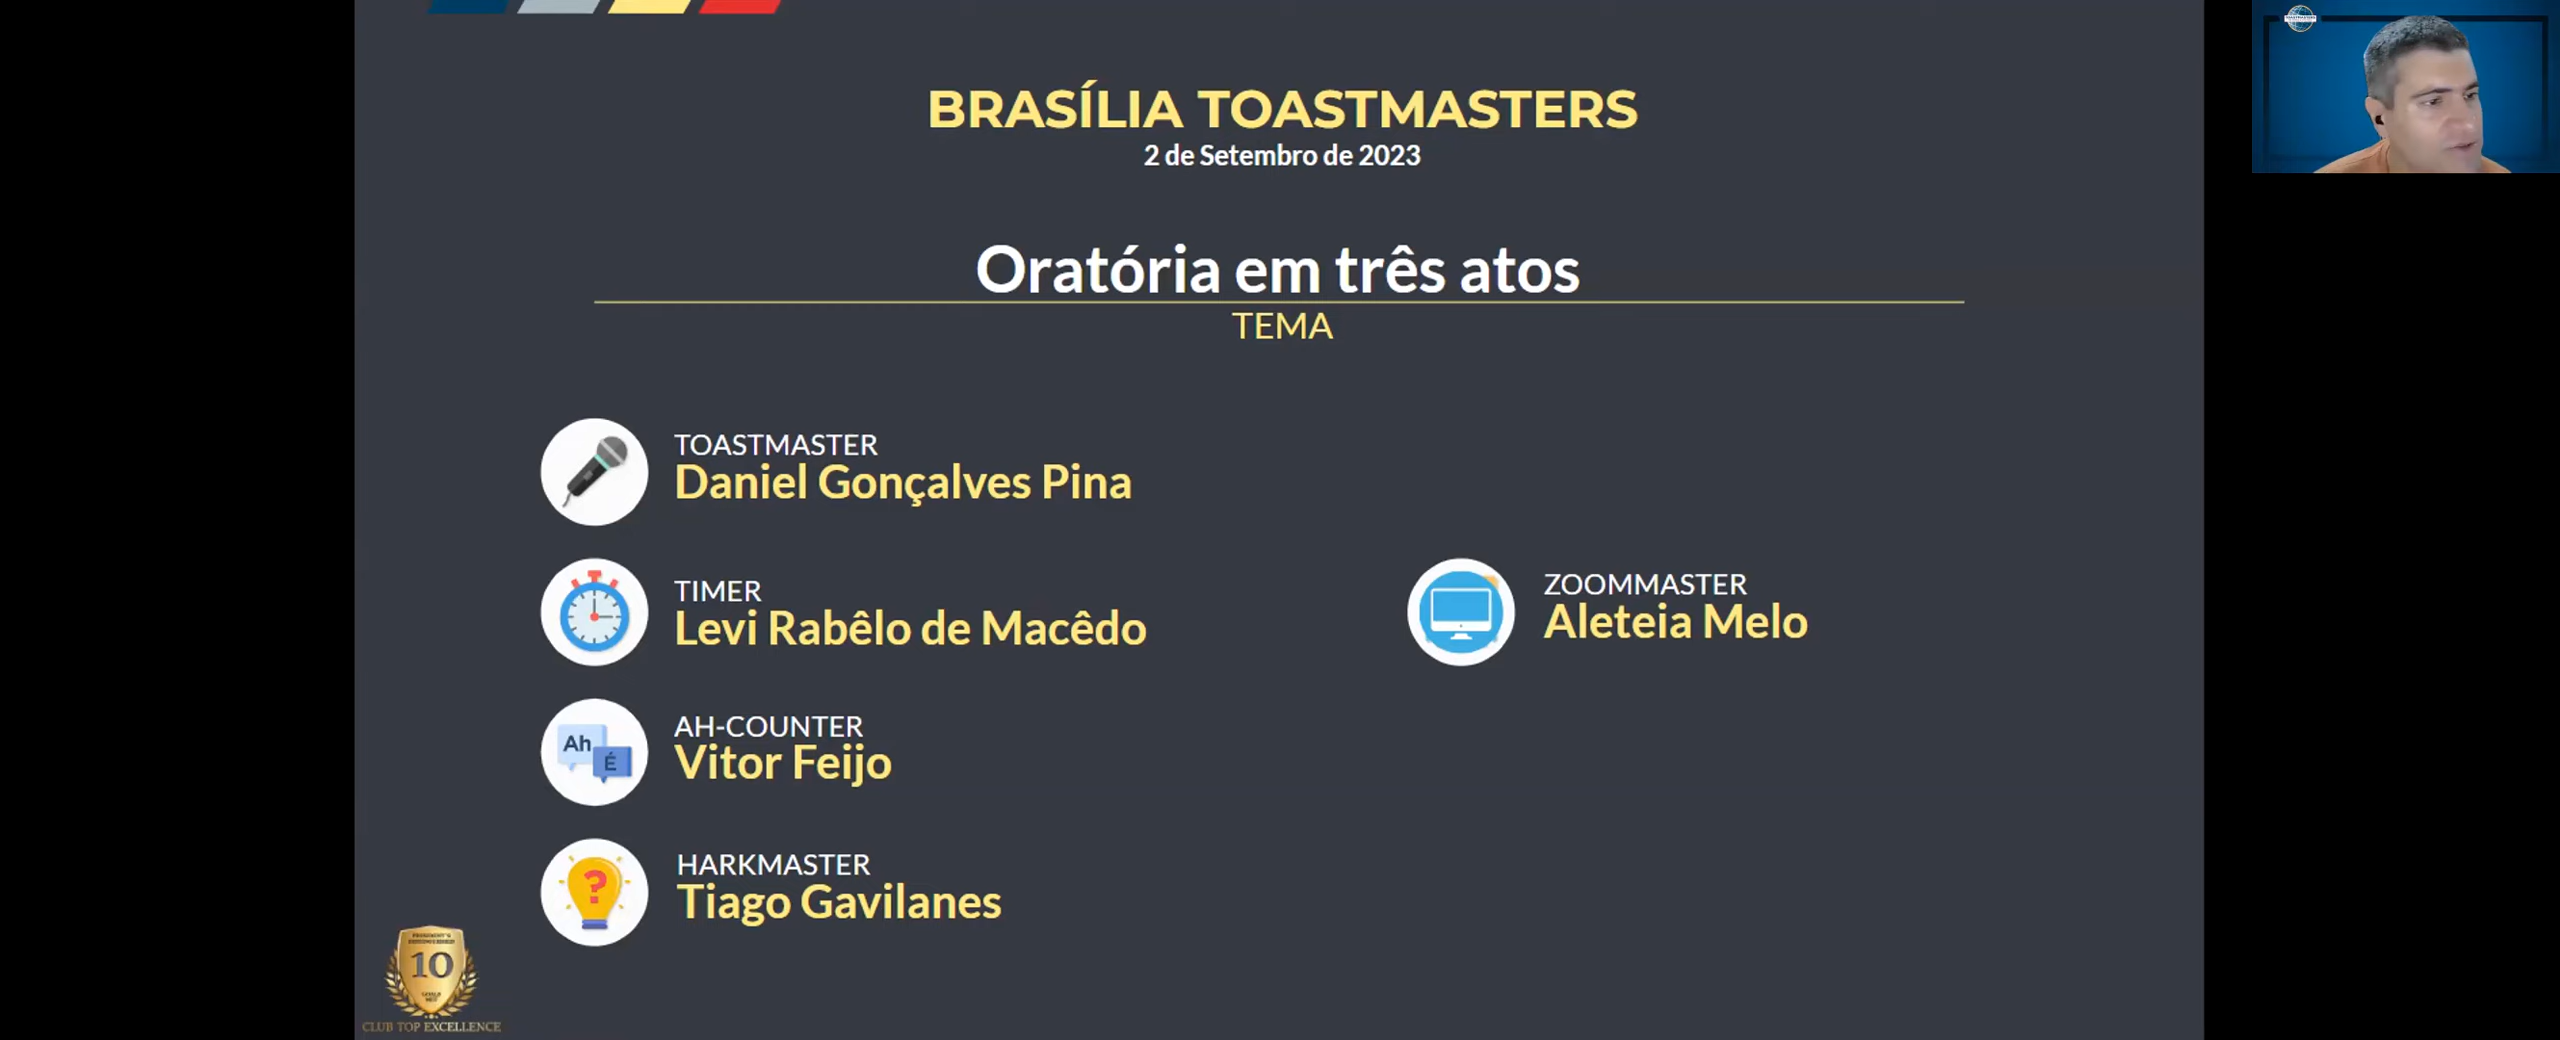 BRASÍLIA TOASTMASTERS
2 de Setembro de 2023
Oratória em três atos
TEMA
TOASTMASTER
Daniel Gonçalves Pina
TIMER
Levi Rabêlo de Macêdo
ZOOMMASTER
Aleteia Melo
AH-COUNTER
Vitor Feijo
Ah
É
HARKMASTER
Tiago Gavilanes
?
10
CLUB TOP EXCELLENCE